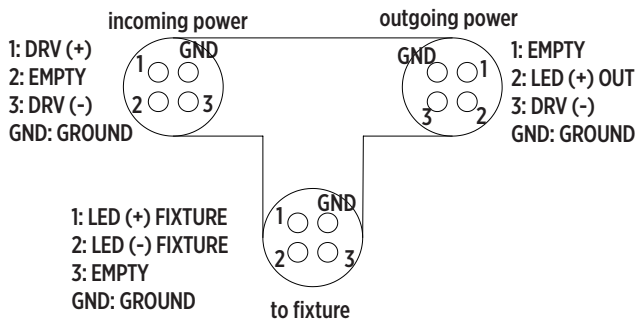 incoming power
1: DRV (+)
2: EMPTY
3: DRV (-)
GND: GROUND
1
GND
2
3
outgoing power
GND
1
3
2
1: EMPTY
2: LED (+) OUT
3: DRV (-)
GND: GROUND
1: LED (+) FIXTURE
2: LED (-) FIXTURE
3: EMPTY
GND: GROUND
1
GND
2
3
to fixture